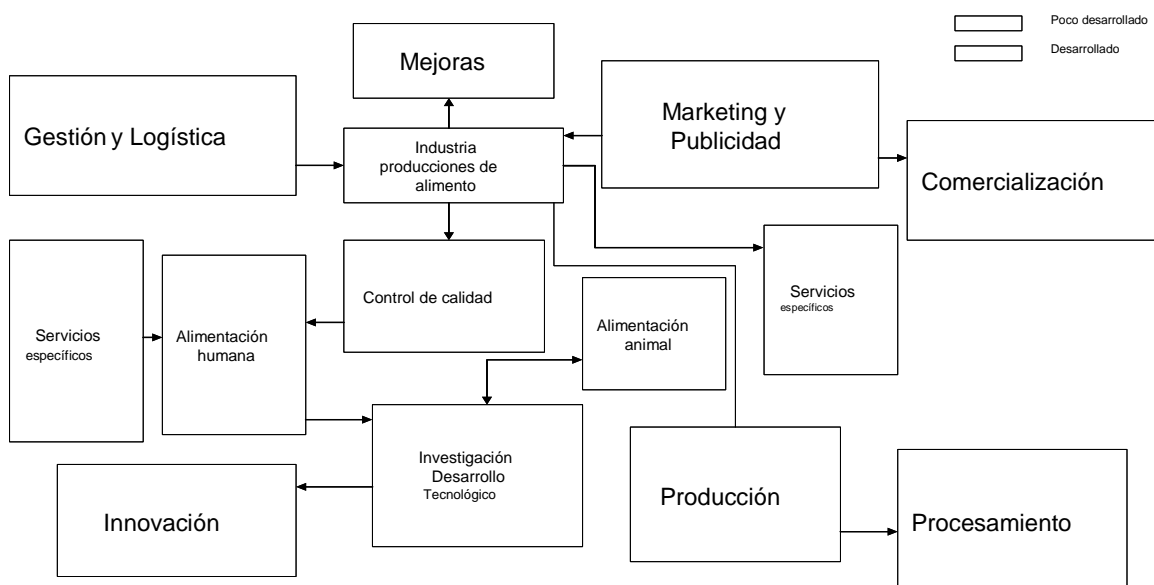 Poco desarrollado
Desarrollado
Mejoras
Gestión y Logística
Industria
producciones de
alimento
Marketing y
Publicidad
Comercialización
Servicios
específicos
Alimentación
humana
Control de calidad
Alimentación
animal
Servicios
específicos
Investigación
Desarrollo
Tecnológico
Innovación
Producción
Procesamiento